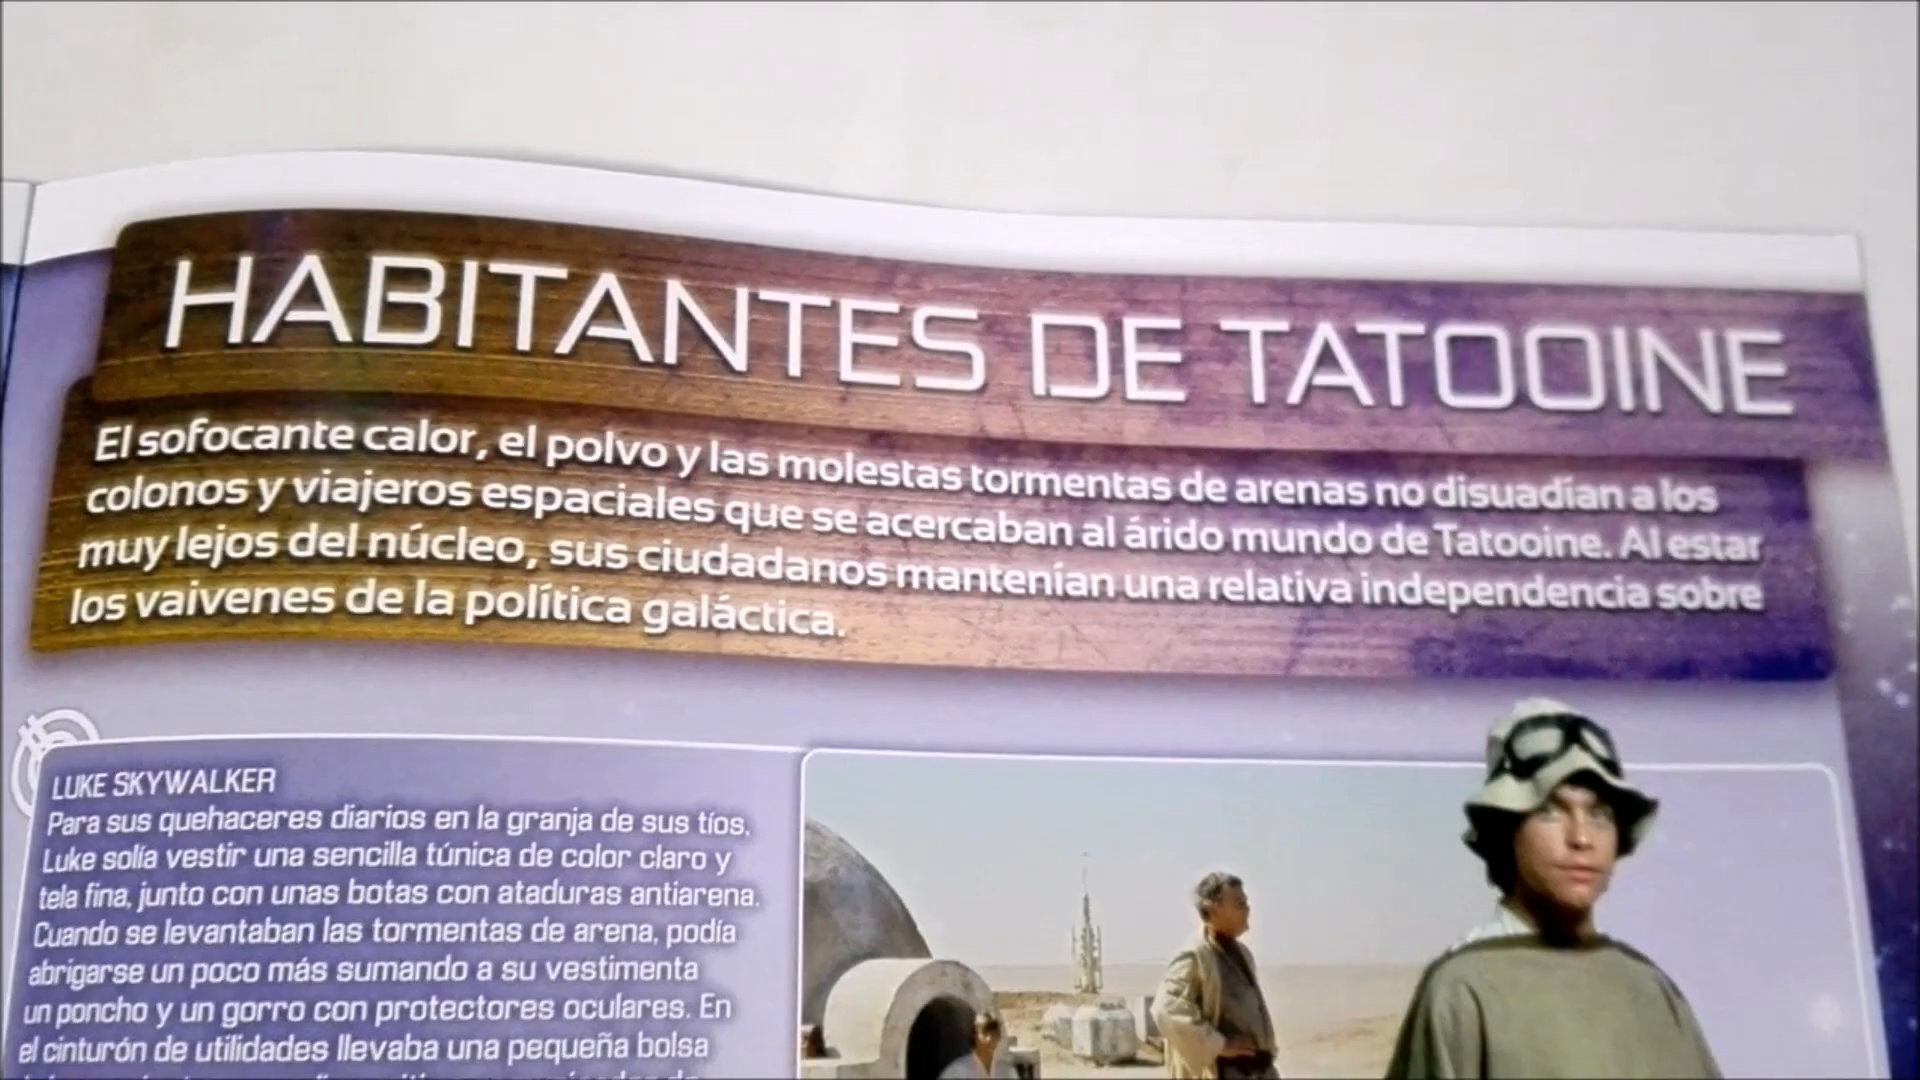 HABITANTES DE TATOOINE
El sofocante calor, el polvo y las molestas tormentas de arenas no disuadían a los
colonos y viajeros espaciales que se acercaban al árido mundo de Tatooine. Al estar
muy lejos del núcleo, sus ciudadanos mantenían una relativa independencia sobre
los vaivenes de la política galáctica.
LUKE SKYWALKER
Para sus quehaceres diarios en la granja de sus tíos,
Luke solía vestir una sencilla túnica de color claro y
tela fina, junto con unas botas con ataduras antiarena.
Cuando se levantaban las tormentas de arena, podía
abrigarse un poco más sumando a su vestimenta
un poncho y un gorro con protectores oculares. En
el cinturón de utilidades llevaba una pequeña bolsa